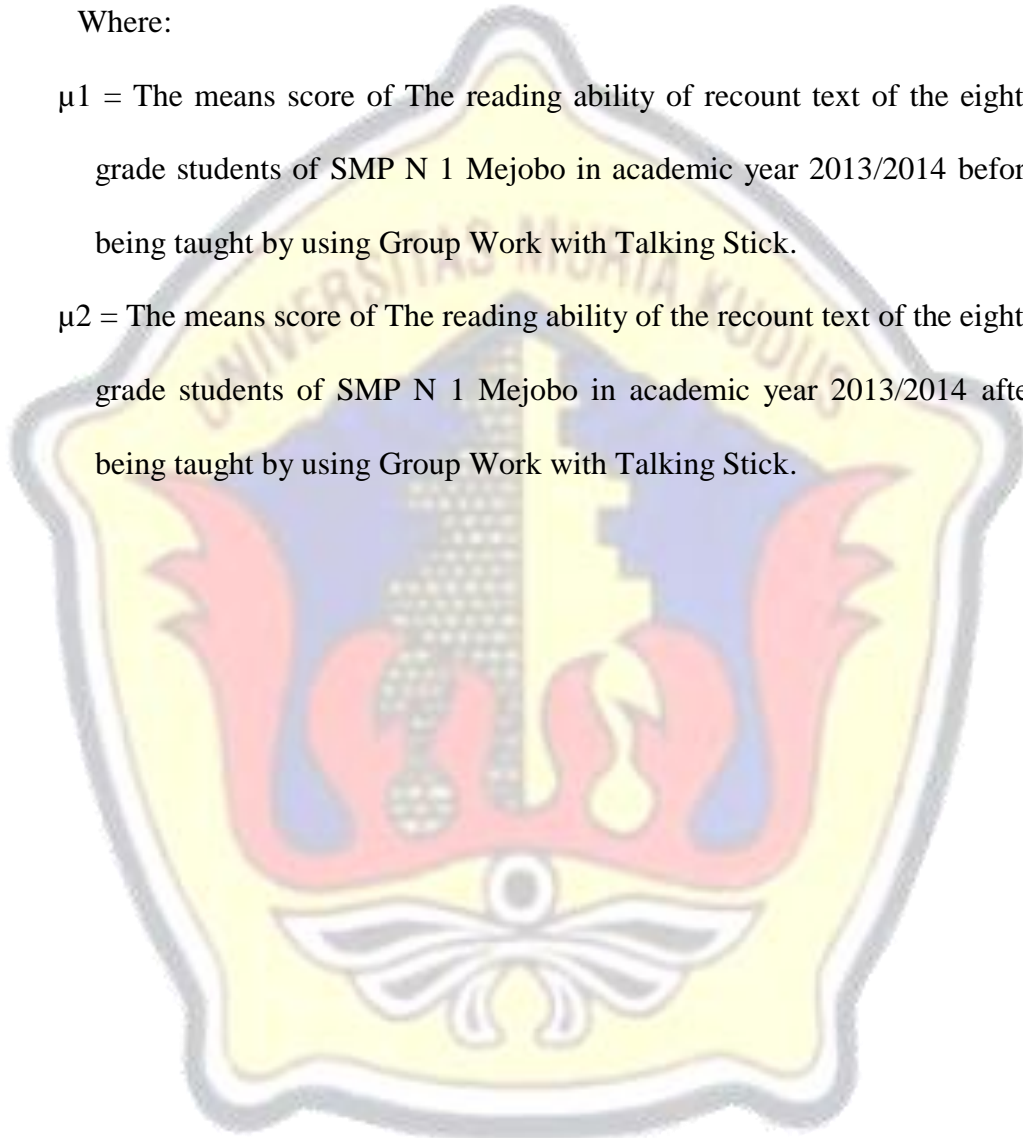 Where:
µ1 = The means score of The reading ability of recount text of the eight
grade students of SMP N 1 Mejobo in academic year 2013/2014 befor
being taught by using Group Work with Talking Stick.
µ2 = The means score of The reading ability of the recount text of the eight
grade students of SMP N 1 Mejobo in academic year 2013/2014 afte
being taught by using Group Work with Talking Stick.
UNIVERSITAS MURIA KUDUS